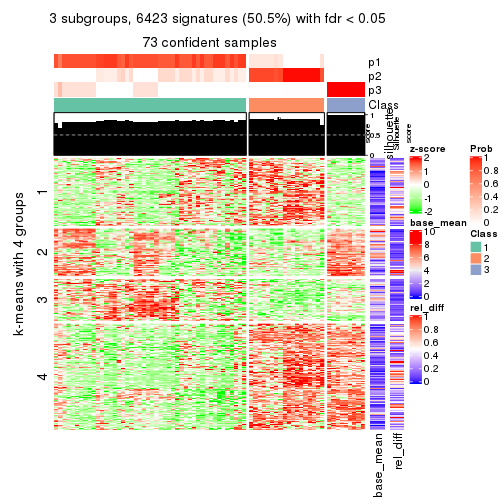 3 subgroups, 6423 signatures (50.5%) with fdr < 0.05
73 confident samples
p1
p2
p3
Class
1
0.5
0
silhouette
score
k-means with 4 groups
1
2
3
4
base_mean
rel_diff
z-score
2
1
0
-1
-2
base_mean
10
8
6
4
2
0
rel_diff
1
0.8
0.6
0.4
0.2
0
Prob
1
0.8
0.6
0.4
0.2
0
Class
1
2
3